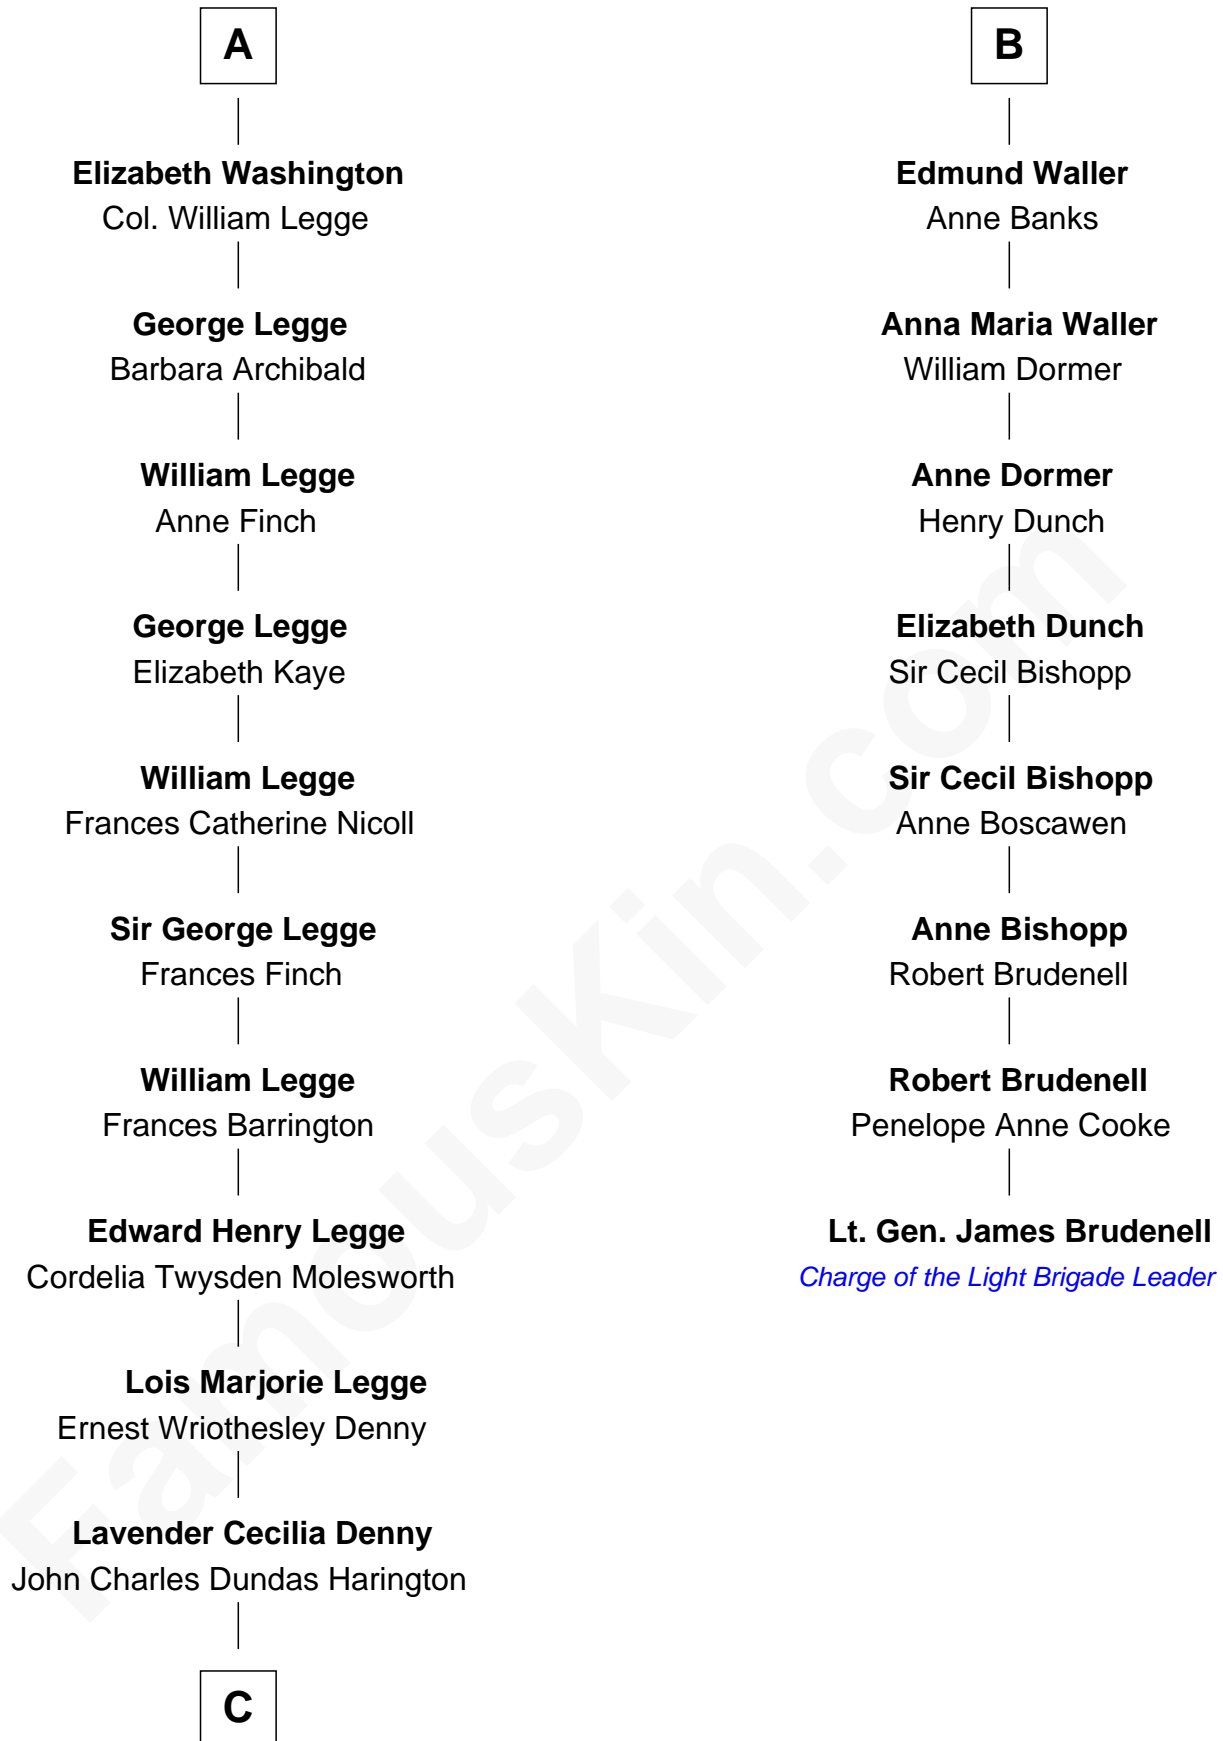 A
Elizabeth Washington
Col. William Legge
George Legge
Barbara Archibald
William Legge
Anne Finch
George Legge
Elizabeth Kaye
William Legge
Frances Catherine Nicoll
Sir George Legge
Frances Finch
William Legge
Frances Barrington
Edward Henry Legge
Cordelia Twysden Molesworth
Lois Marjorie Legge
Ernest Wriothesley Denny
Lavender Cecilia Denny
John Charles Dundas Harington
C
B
Edmund Waller
Anne Banks
Anna Maria Waller
William Dormer
Anne Dormer
Henry Dunch
Elizabeth Dunch
Sir Cecil Bishopp
Sir Cecil Bishopp
Anne Boscawen
Anne Bishopp
Robert Brudenell
Robert Brudenell
Penelope Anne Cooke
Lt. Gen. James Brudenell
Charge of the Light Brigade Leader
FamousKin.com